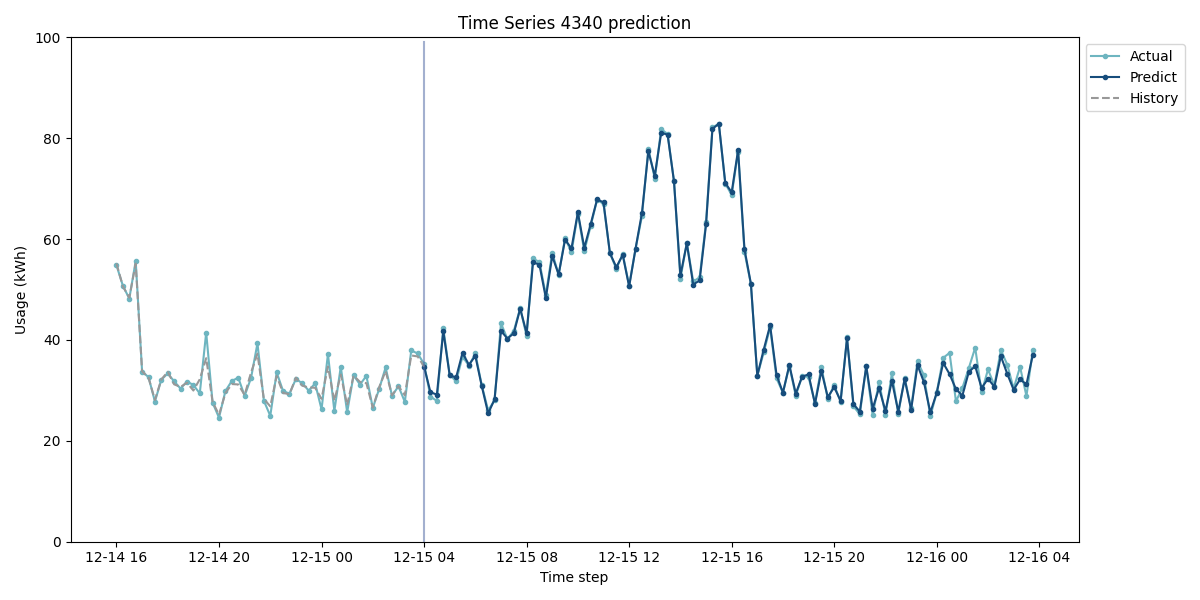 Time Series 4340 prediction
100
80
60
40
20
0
Usage (kWh)
12-14 16
12-14 20
12-15 00
12-15 04
12-15 08
12-15 12
12-15 16
12-15 20
12-16 00
12-16 04
Time step
Actual
Predict
History